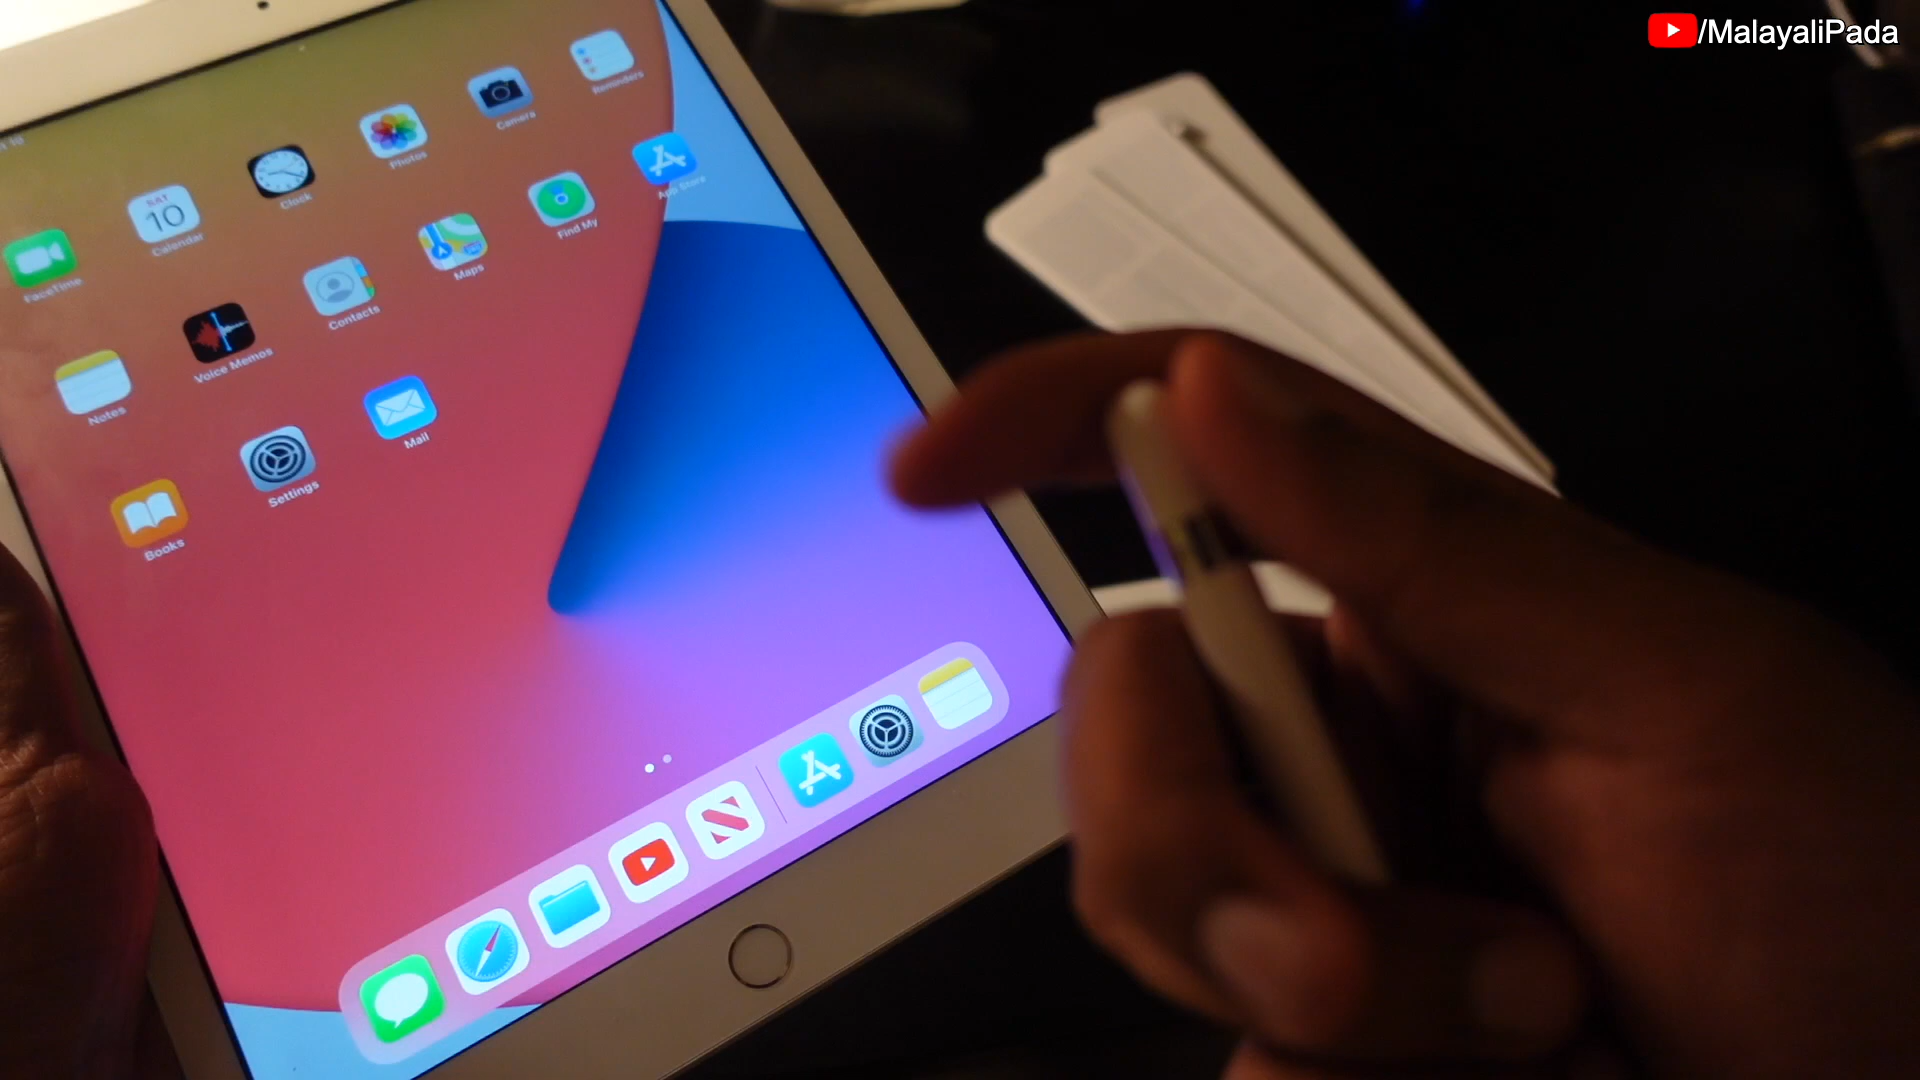 /MalayaliPada
Reminders
Camera
Photos
Clock
SAT
10
Calendar
FaceTime
App Store
Find My
Maps
Contacts
Voice Memos
Notes
Mail
Settings
Books